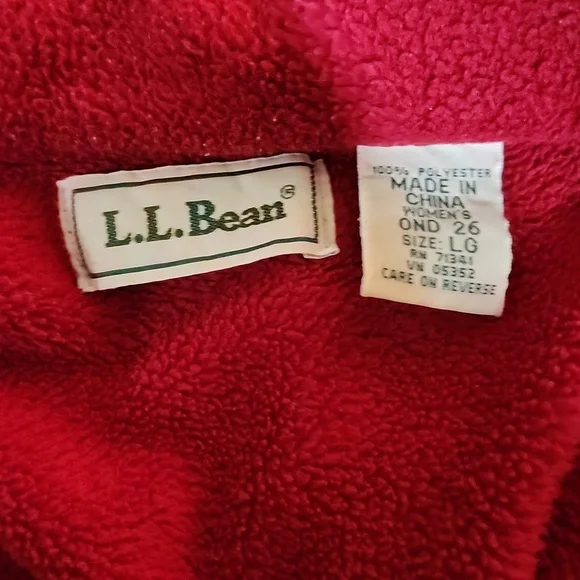 L.L.Bean®
100% POLYESTER
MADE IN
CHINA
WOMEN'S
OND 26
SIZE: LG
RN 71341
VN 05352
CARE ON REVERSE